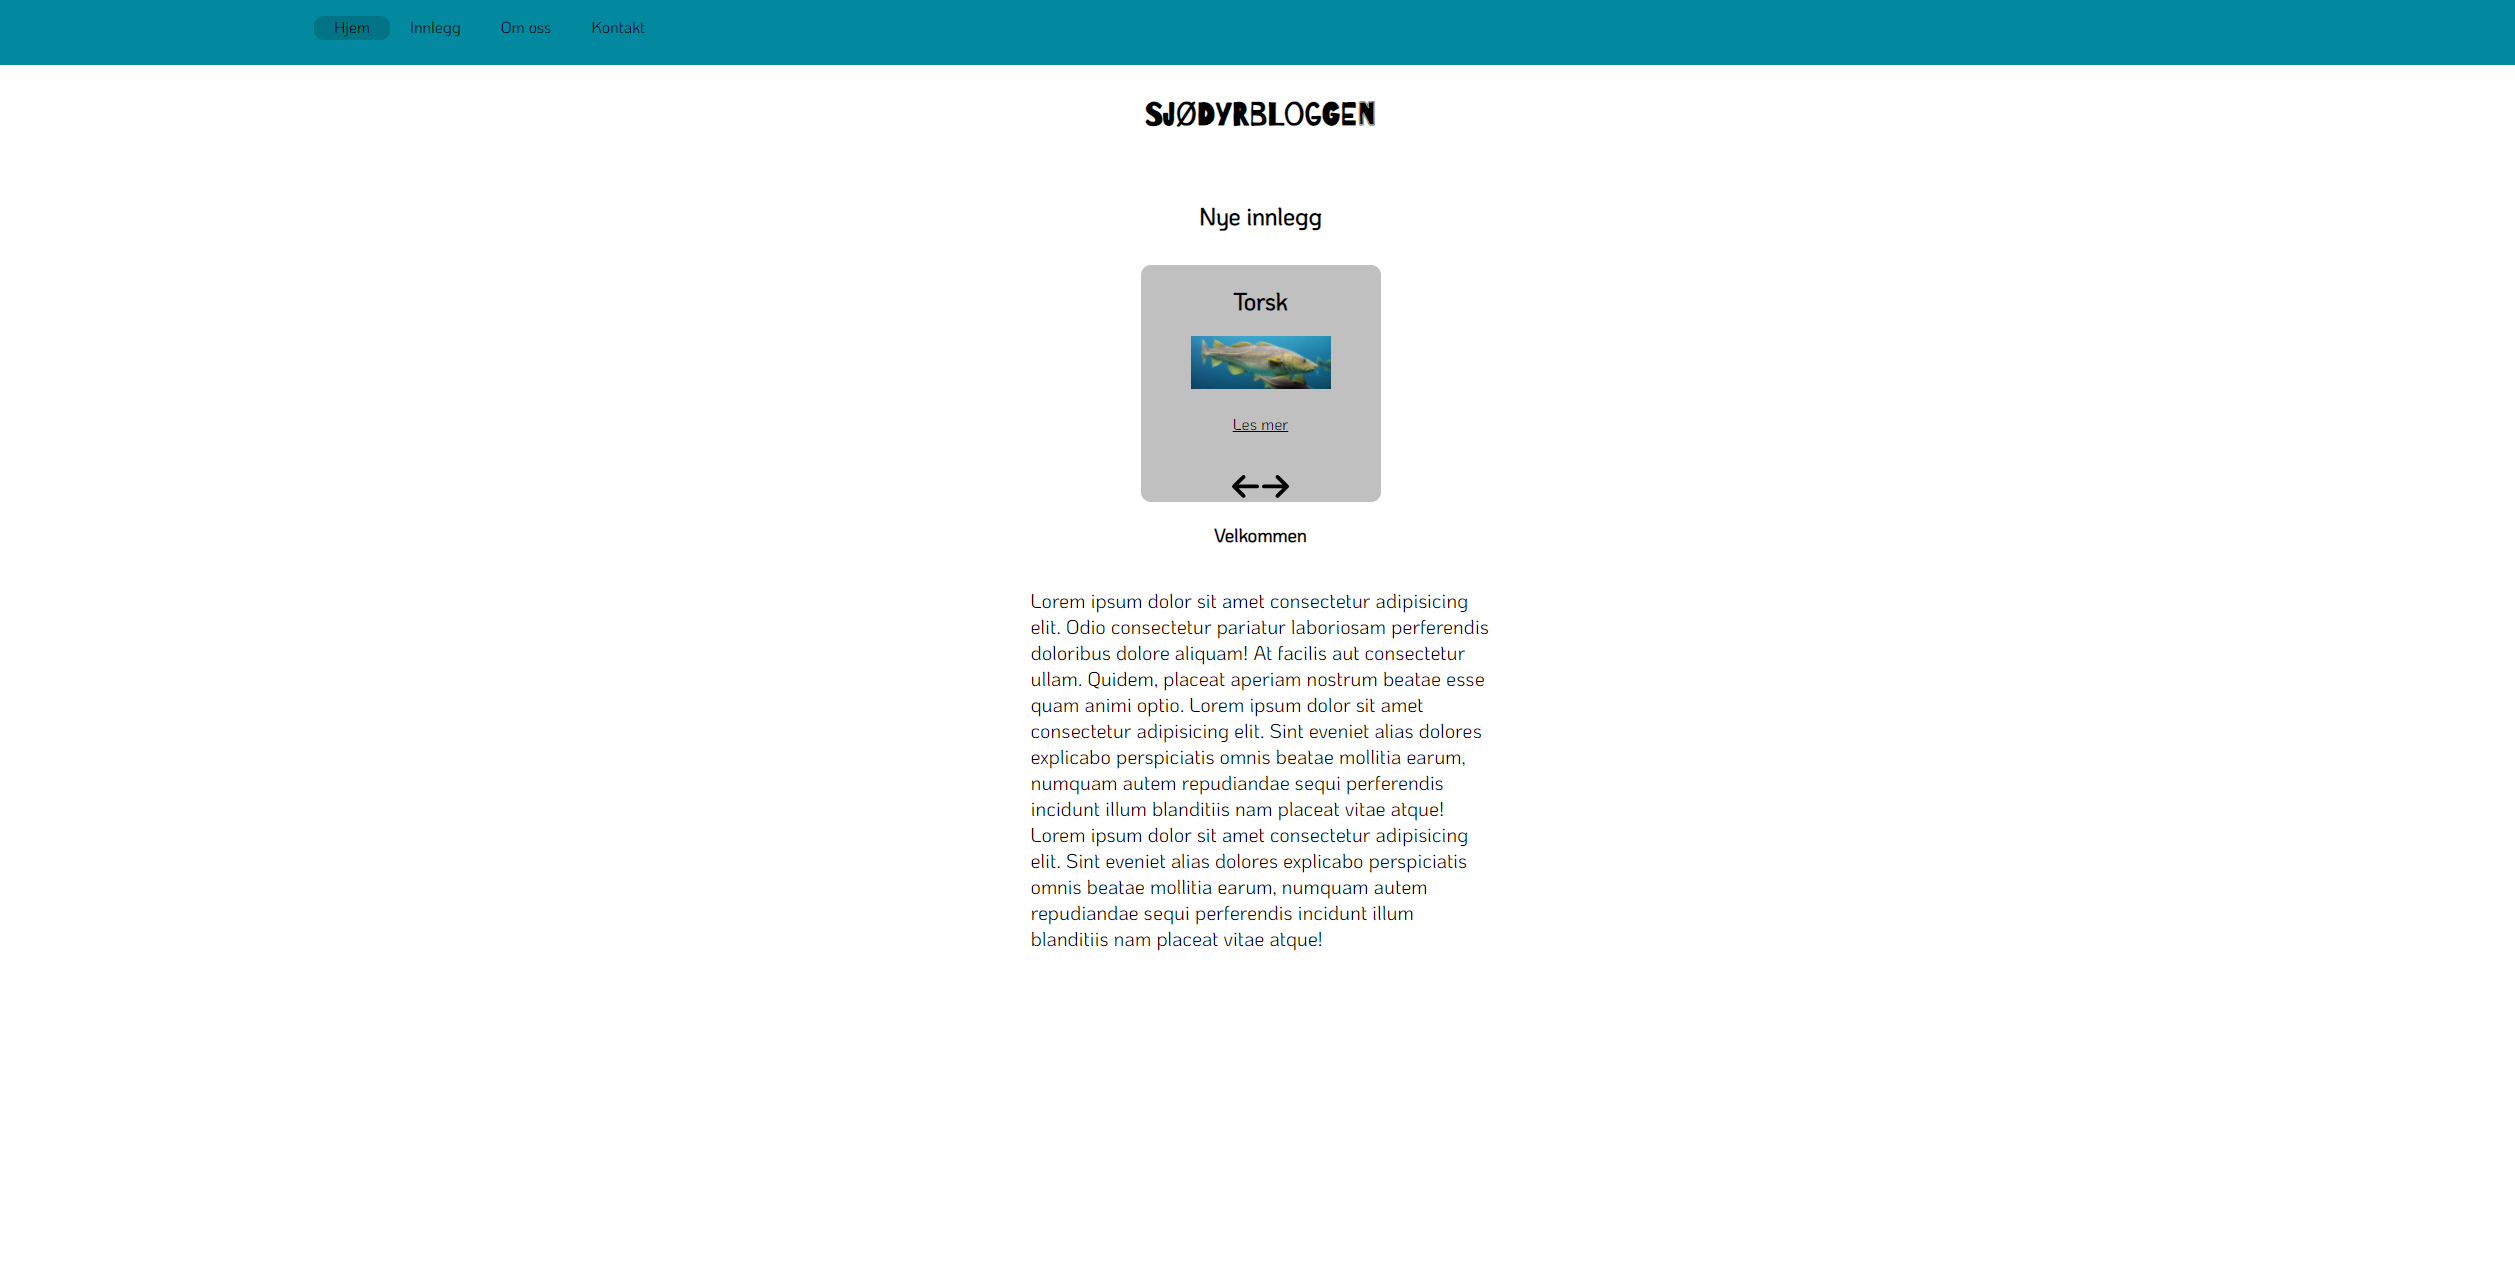 Hjem Innlegg Om oss Kontakt
SJØDYRBLOGGEN
Nye innlegg
Torsk
Les mer
Velkommen
Lorem ipsum dolor sit amet consectetur adipisicing
elit. Odio consectetur pariatur laboriosam perferendis
doloribus dolore aliquam! At facilis aut consectetur
ullam. Quidem, placeat aperiam nostrum beatae esse
quam animi optio. Lorem ipsum dolor sit amet
consectetur adipisicing elit. Sint eveniet alias dolores
explicabo perspiciatis omnis beatae mollitia earum,
numquam autem repudiandae sequi perferendis
incidunt illum blanditiis nam placeat vitae atque!
Lorem ipsum dolor sit amet consectetur adipisicing
elit. Sint eveniet alias dolores explicabo perspiciatis
omnis beatae mollitia earum, numquam autem
repudiandae sequi perferendis incidunt illum
blanditiis nam placeat vitae atque!